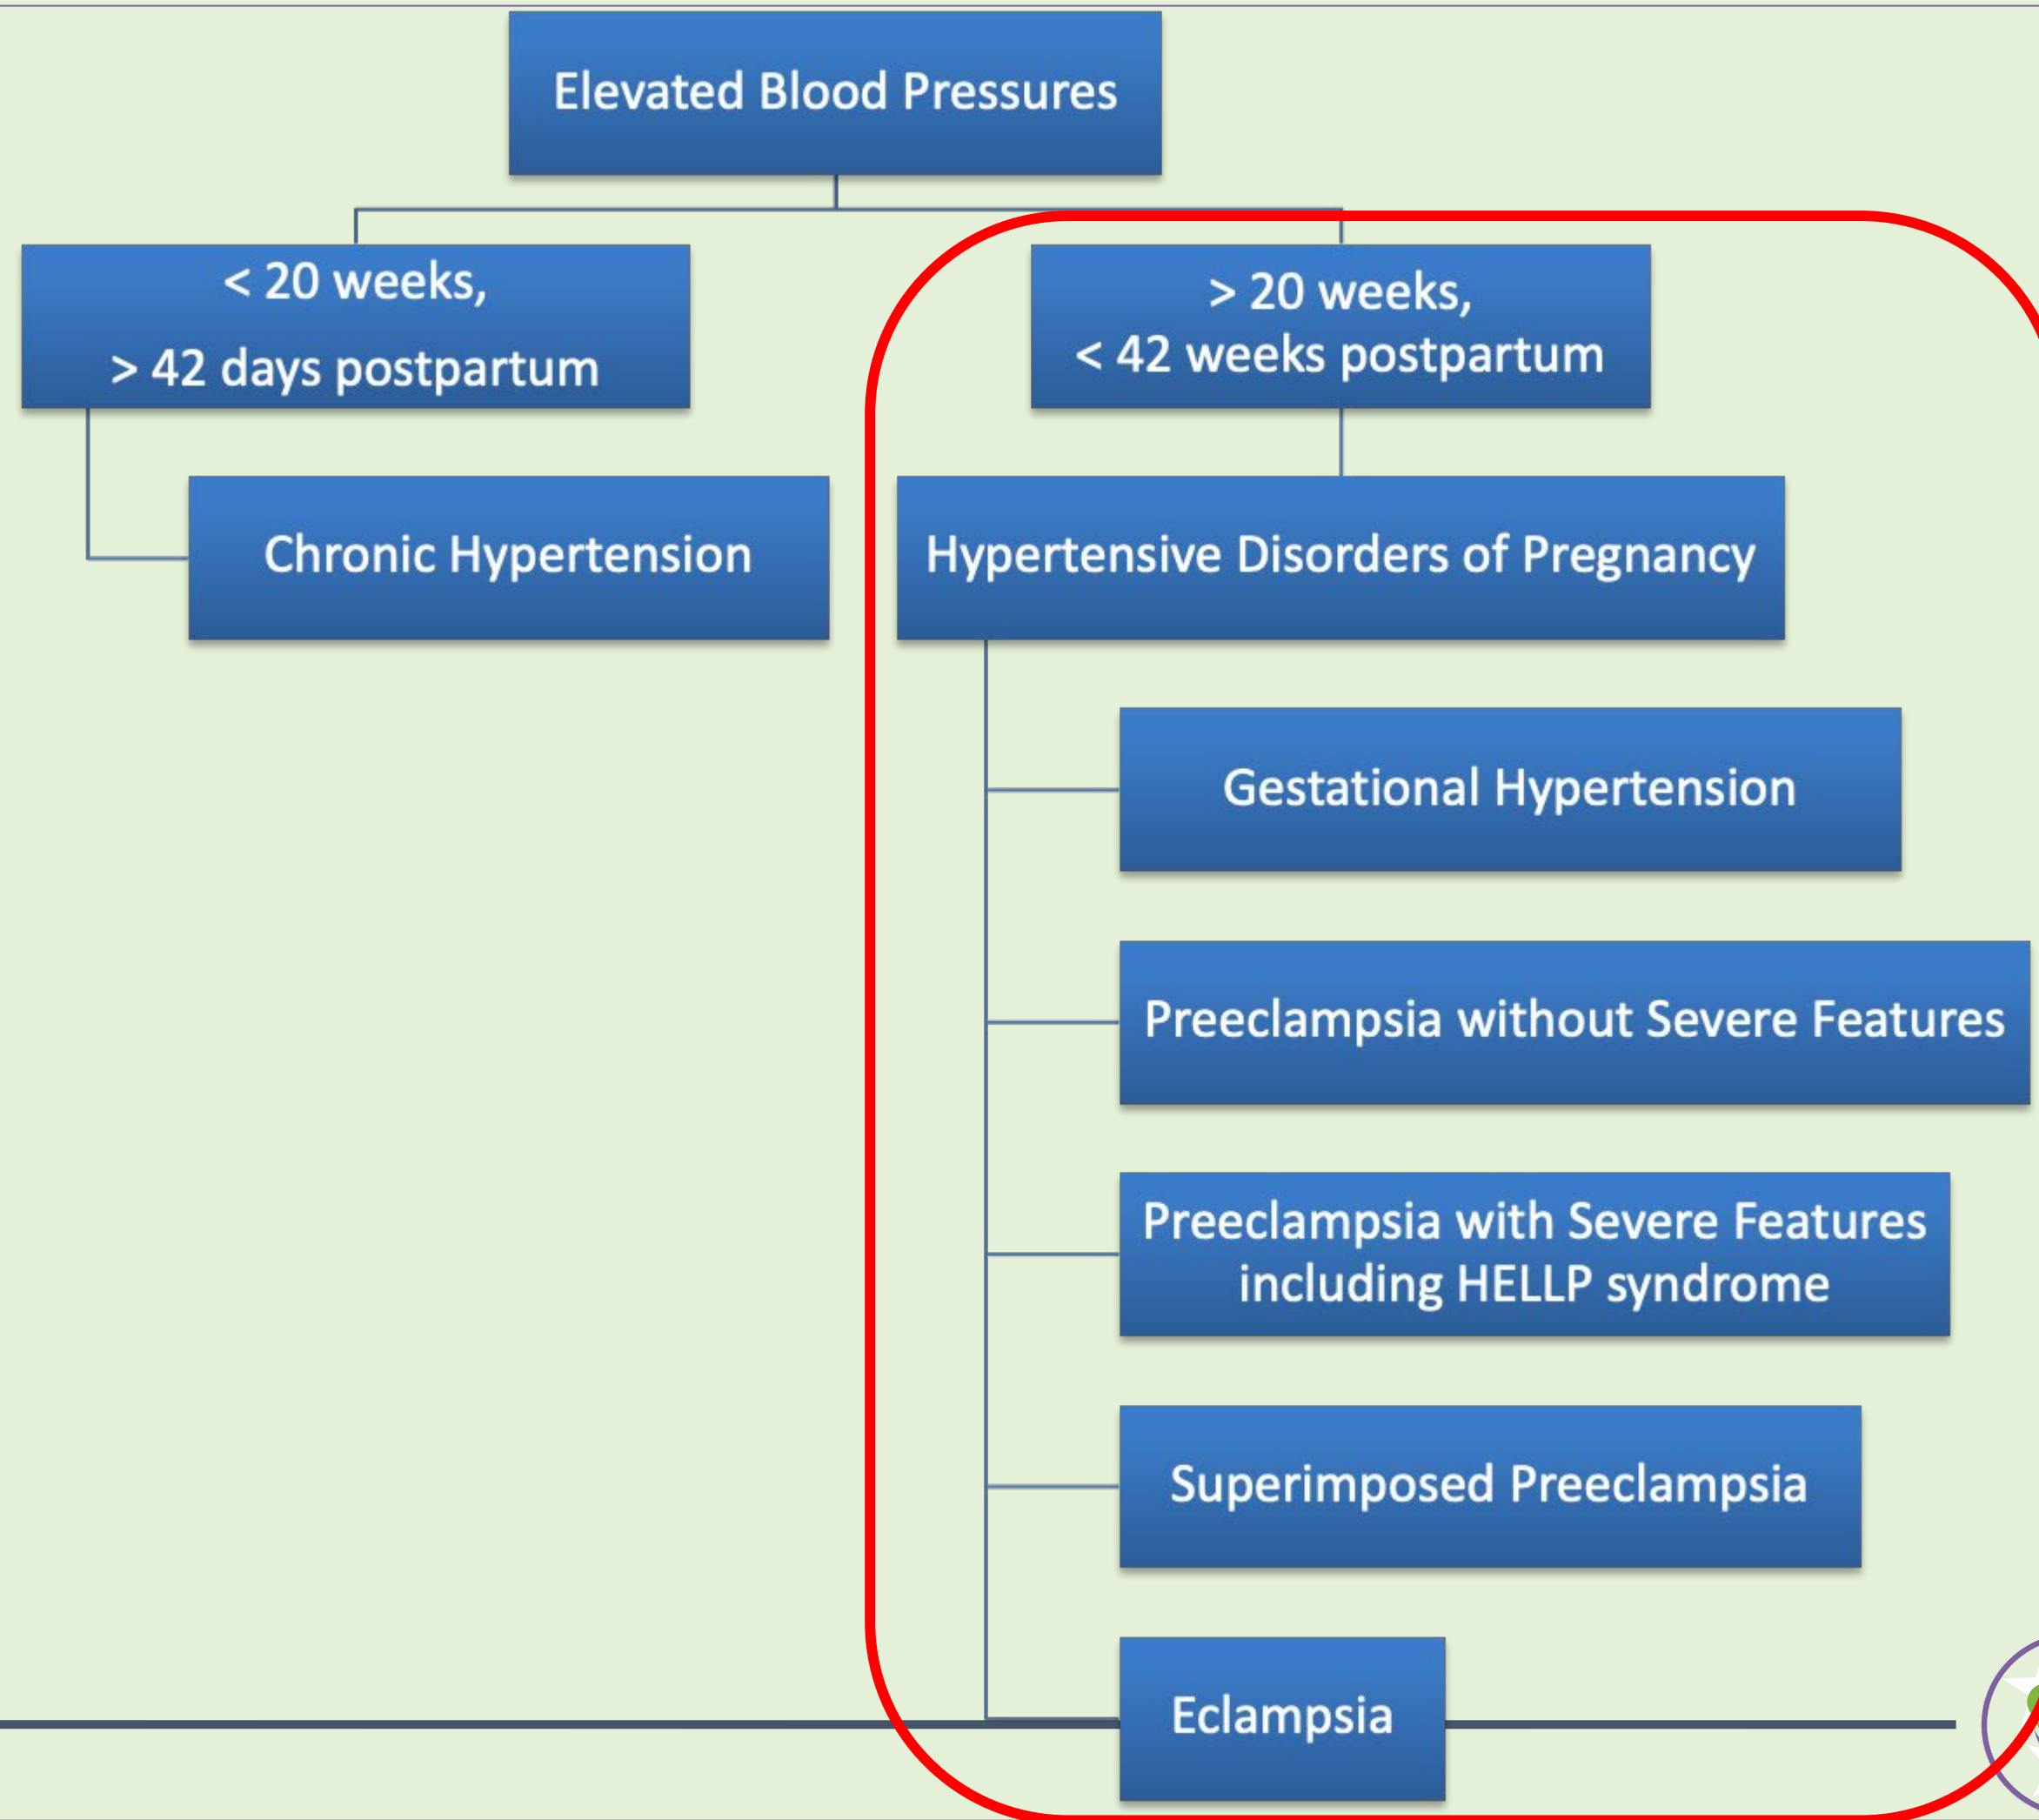 Elevated Blood Pressures
< 20 weeks,
> 42 days postpartum
> 20 weeks,
< 42 weeks postpartum
Chronic Hypertension
Hypertensive Disorders of Pregnancy
Gestational Hypertension
Preeclampsia without Severe Features
Preeclampsia with Severe Features
including HELLP syndrome
Superimposed Preeclampsia
Eclampsia